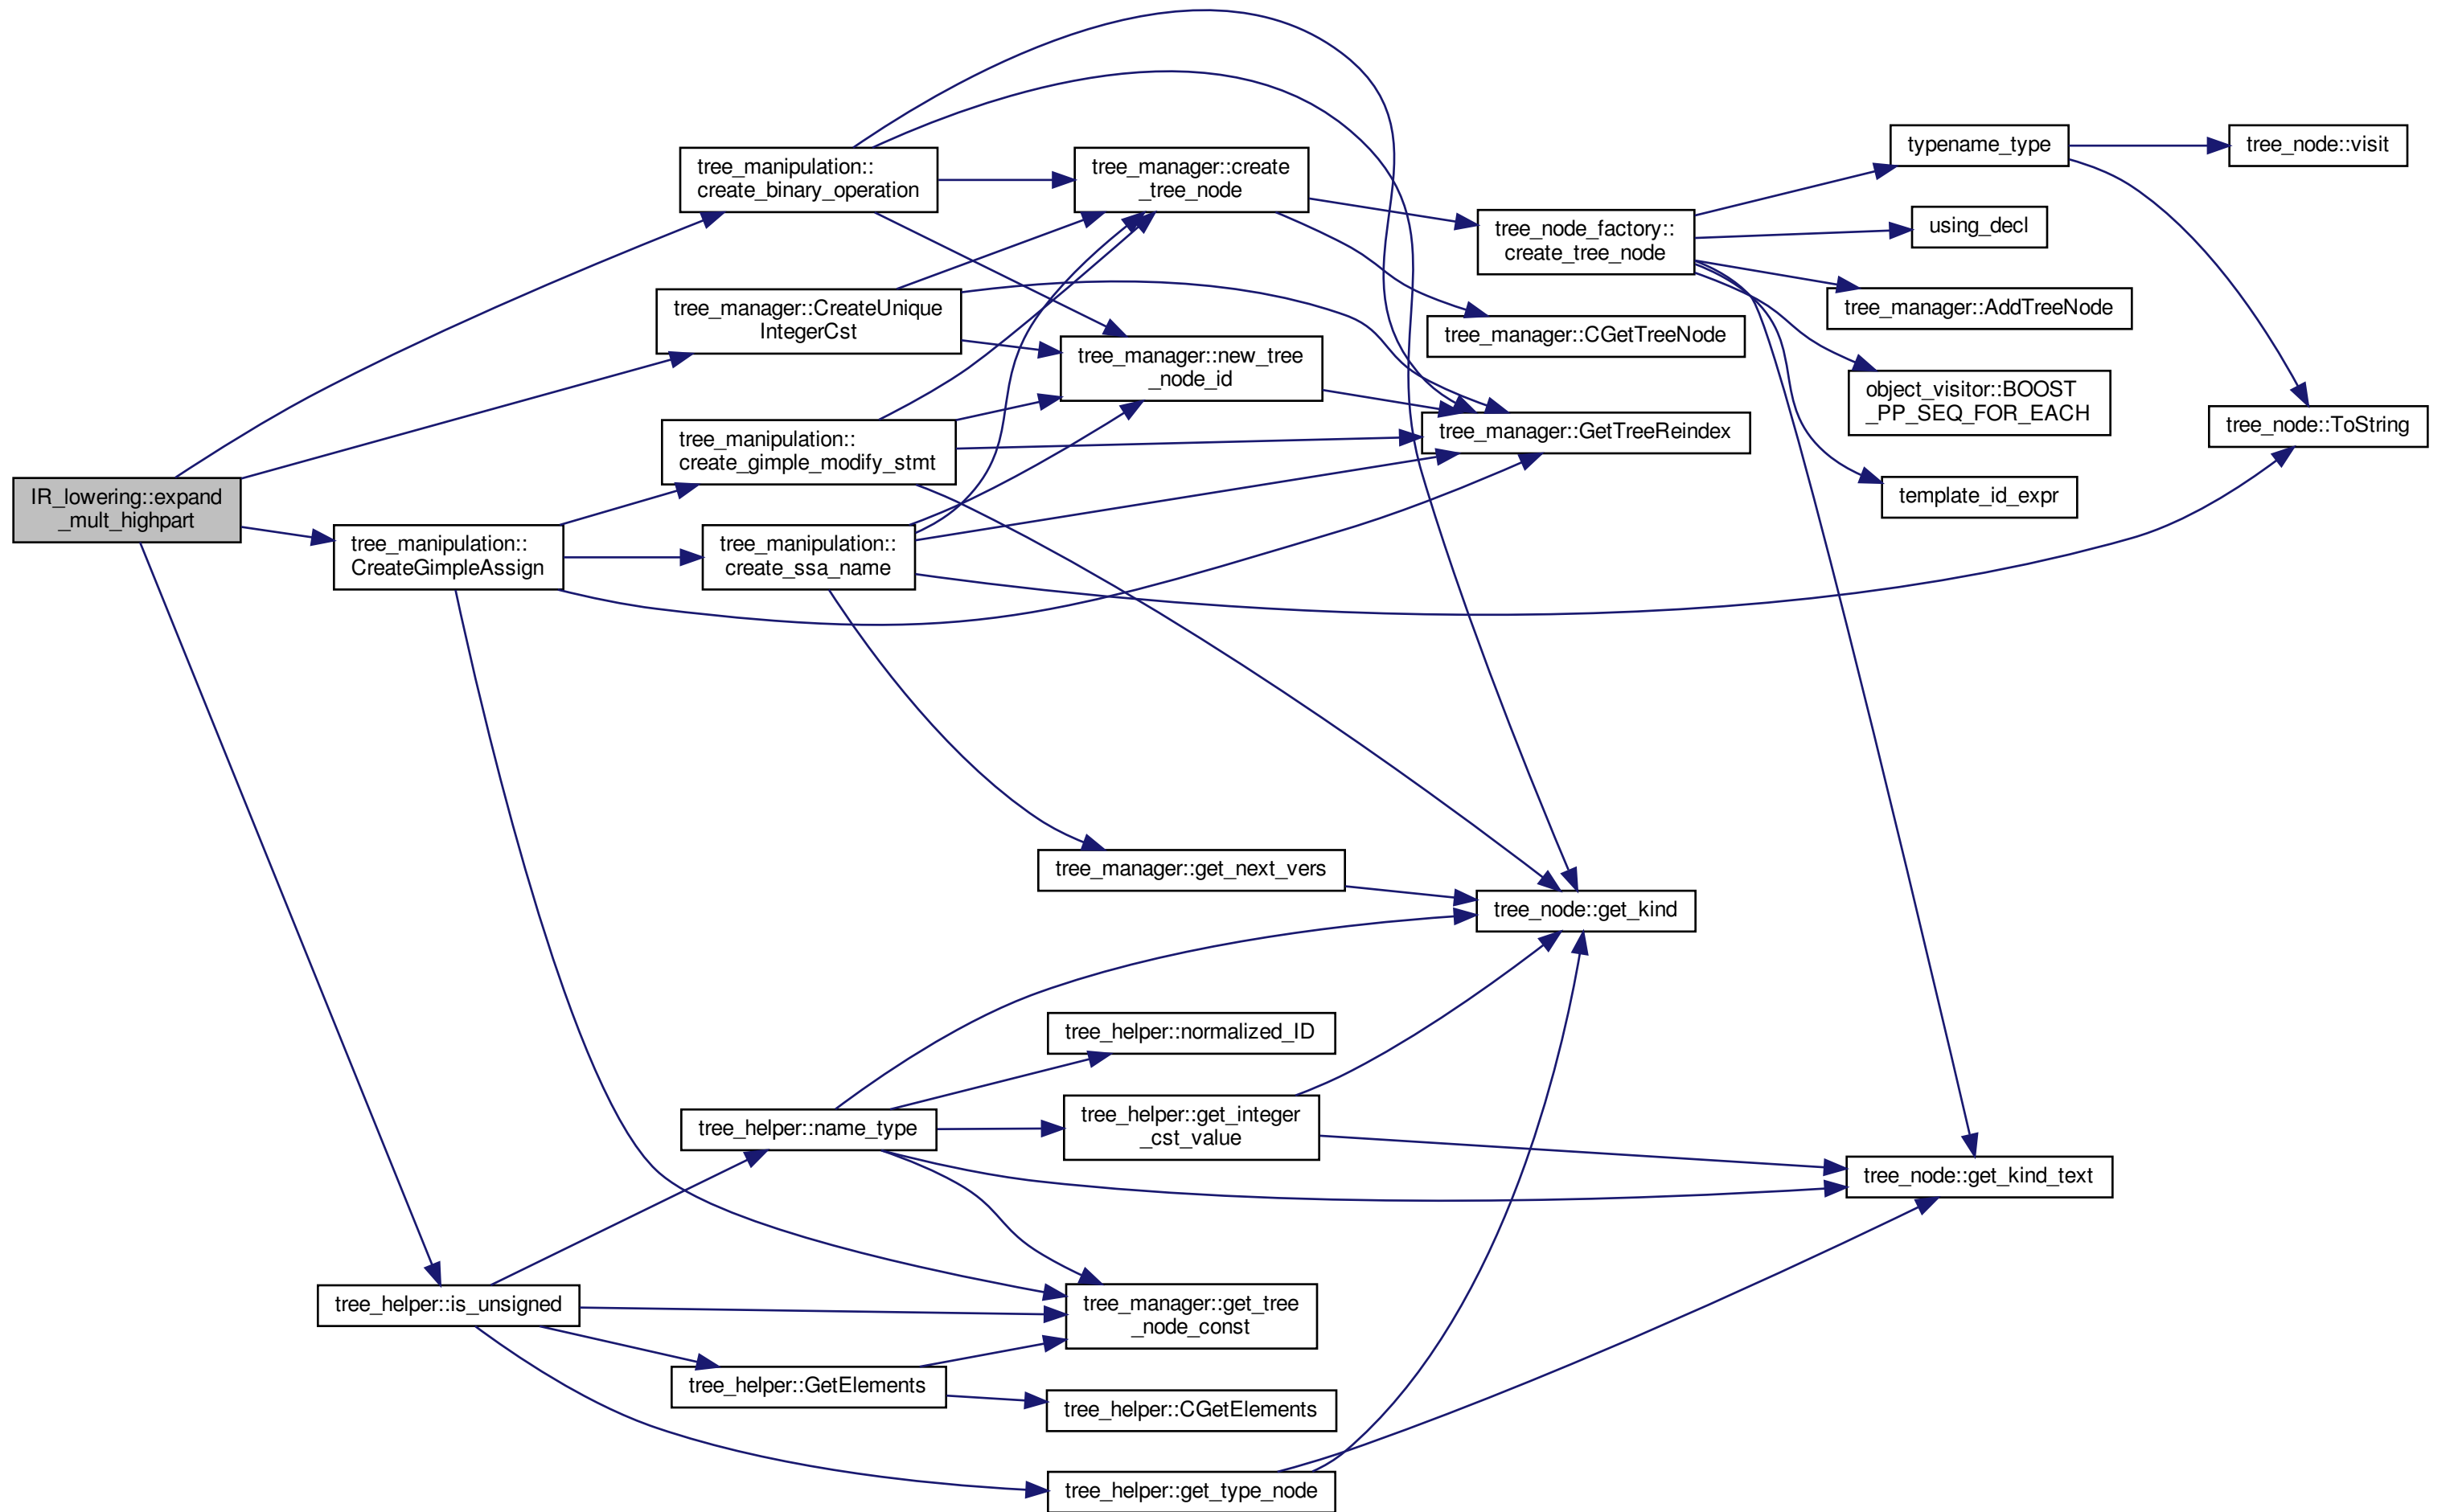 IR_lowering::expand
_mult_highpart
tree_manipulation::
create_binary_operation
tree_manager::CreateUnique
IntegerCst
tree_manipulation::
create_gimple_modify_stmt
tree_manipulation::
CreateGimpleAssign
tree_manipulation::
create_ssa_name
tree_manager::create
_tree_node
tree_manager::new_tree
_node_id
tree_node_factory::
create_tree_node
tree_manager::CGetTreeNode
tree_manager::GetTreeReindex
typename_type
using_decl
tree_manager::AddTreeNode
object_visitor::BOOST
_PP_SEQ_FOR_EACH
template_id_expr
tree_node::visit
tree_node::ToString
tree_manager::get_next_vers
tree_node::get_kind
tree_helper::normalized_ID
tree_helper::name_type
tree_helper::get_integer
_cst_value
tree_node::get_kind_text
tree_helper::is_unsigned
tree_manager::get_tree
_node_const
tree_helper::GetElements
tree_helper::CGetElements
tree_helper::get_type_node